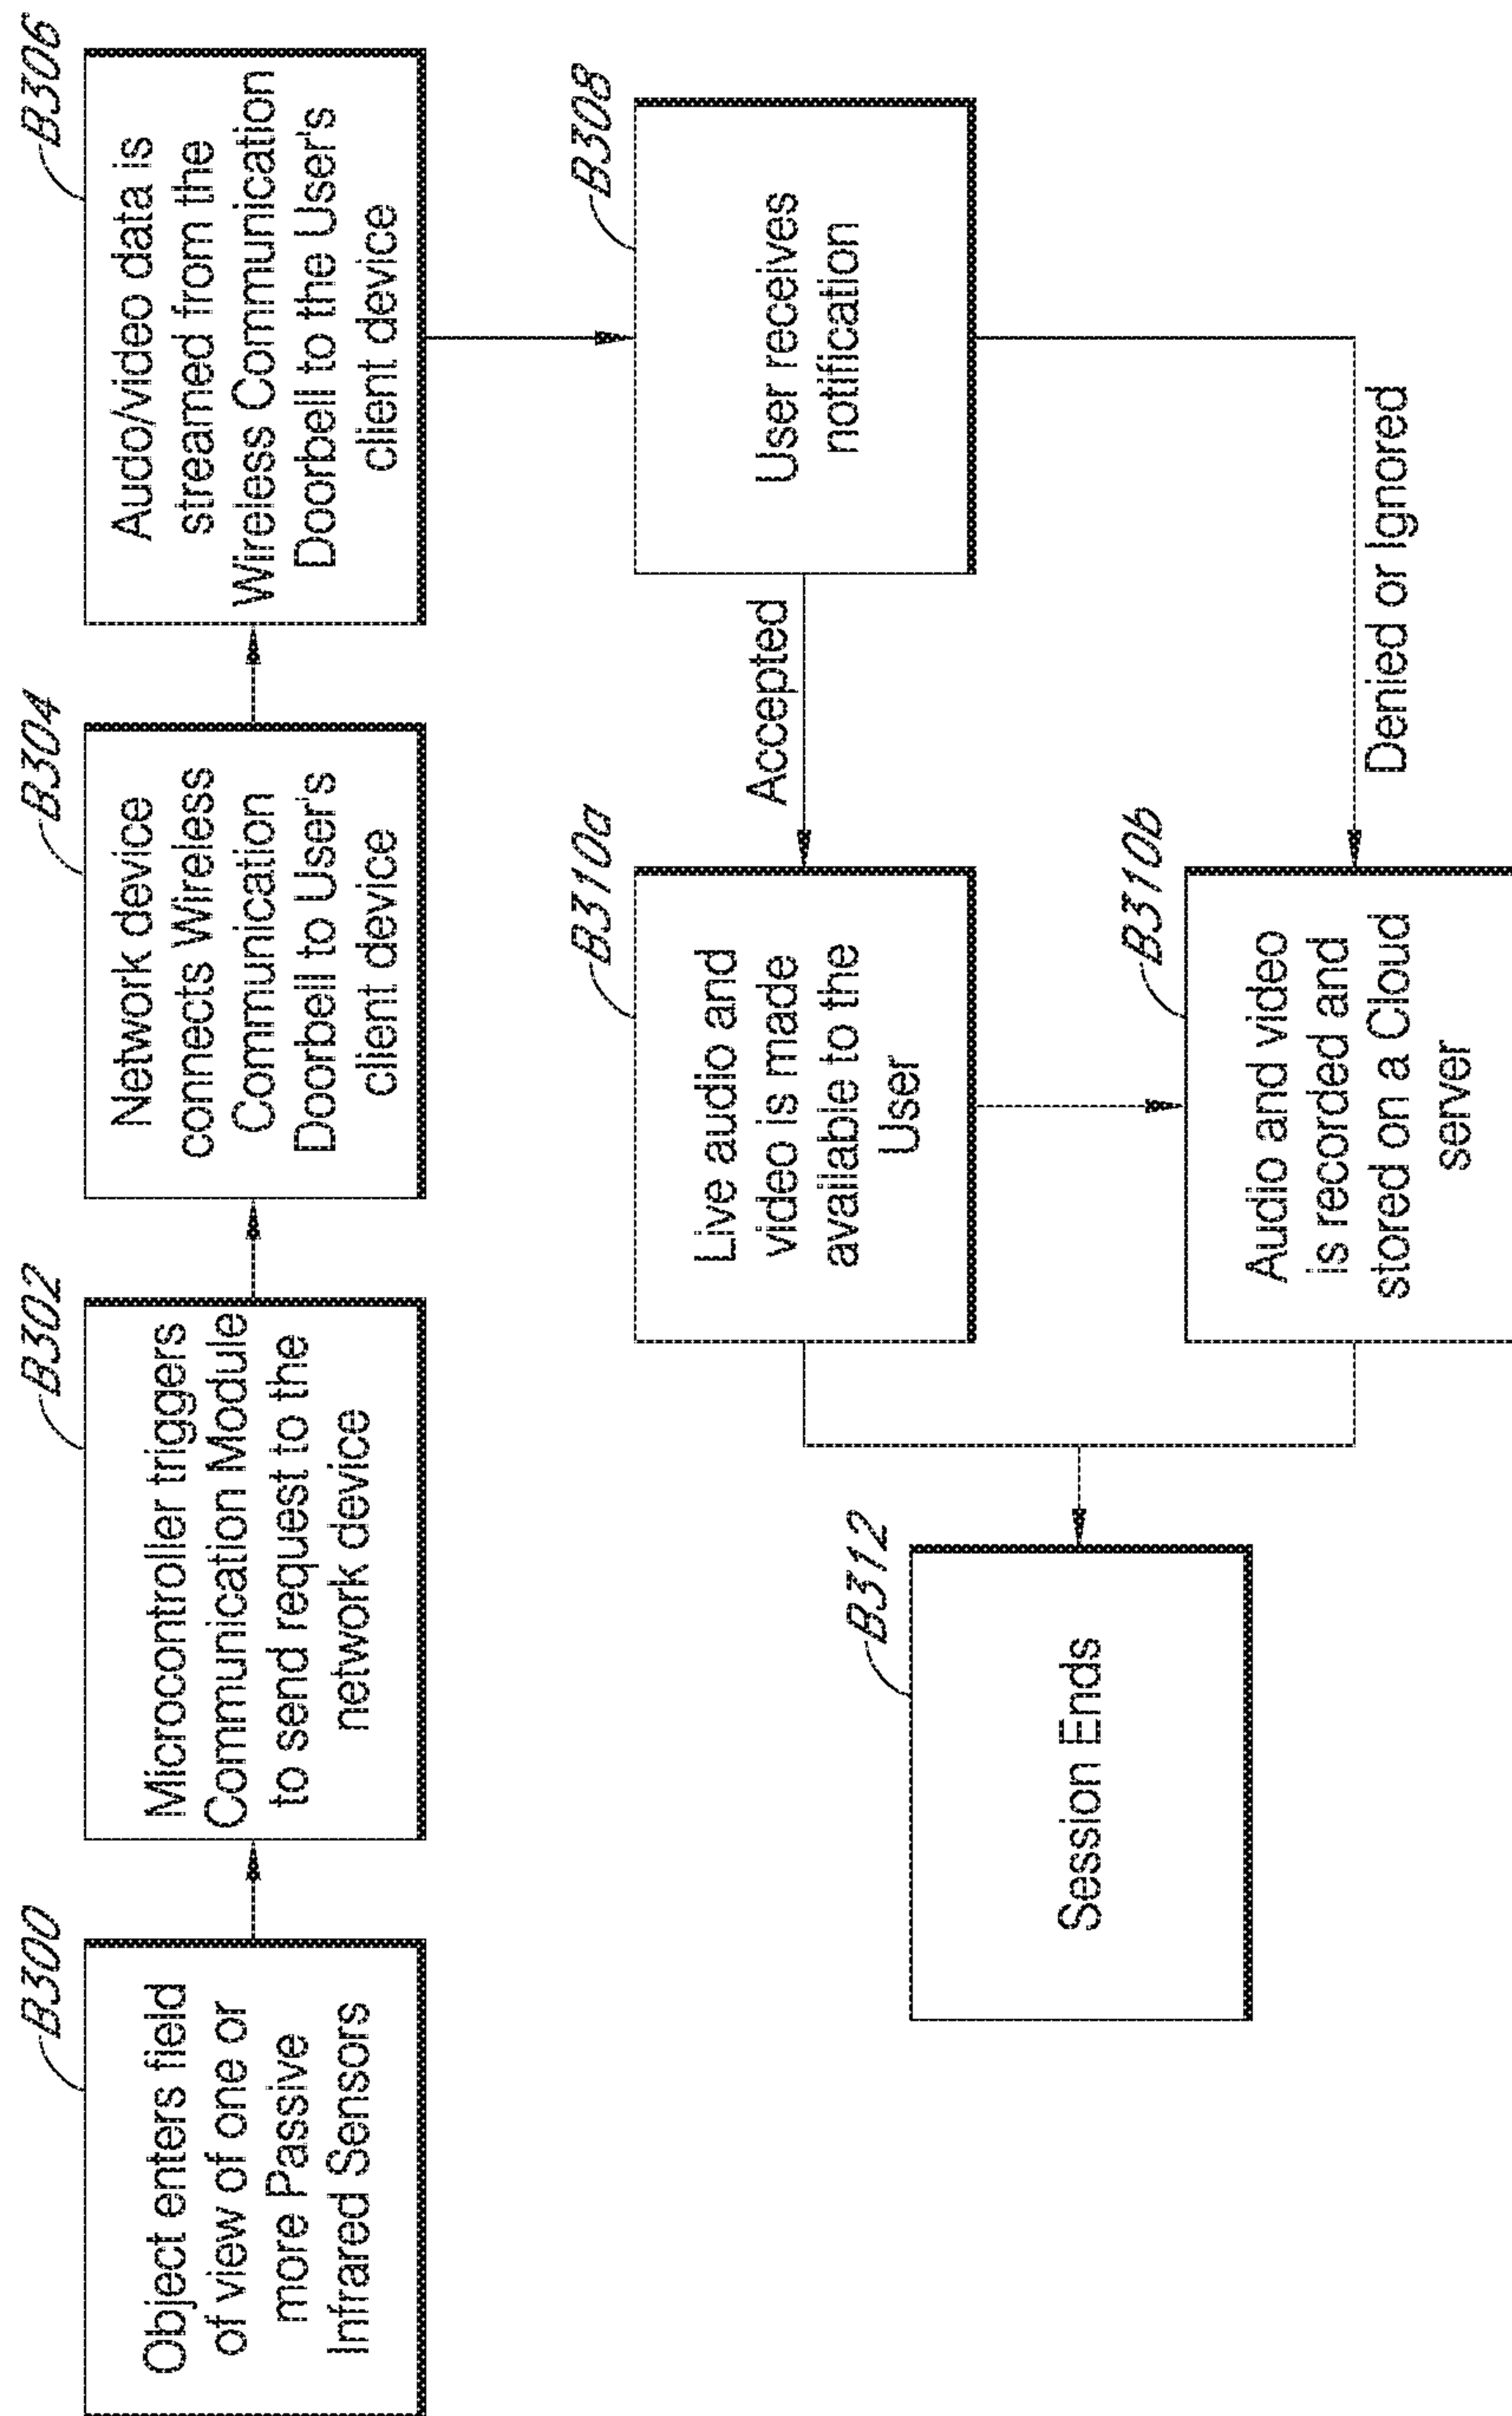 B300
Object enters field
of view of one or
more Passive
Infrared Sensors
B302
Microcontroller triggers
Communication Module
to send request to the
network device
B304
Network device
connects Wireless
Communication
Doorbell to User's
client device
B306
Audo/video data is
streamed from the
Wireless Communication
Doorbell to the User's
client device
B308
User receives
notification
Accepted
Denied or Ignored
B310a
Live audio and
video is made
available to the
User
B310b
Audio and video
is recorded and
stored on a Cloud
server
B312
Session Ends